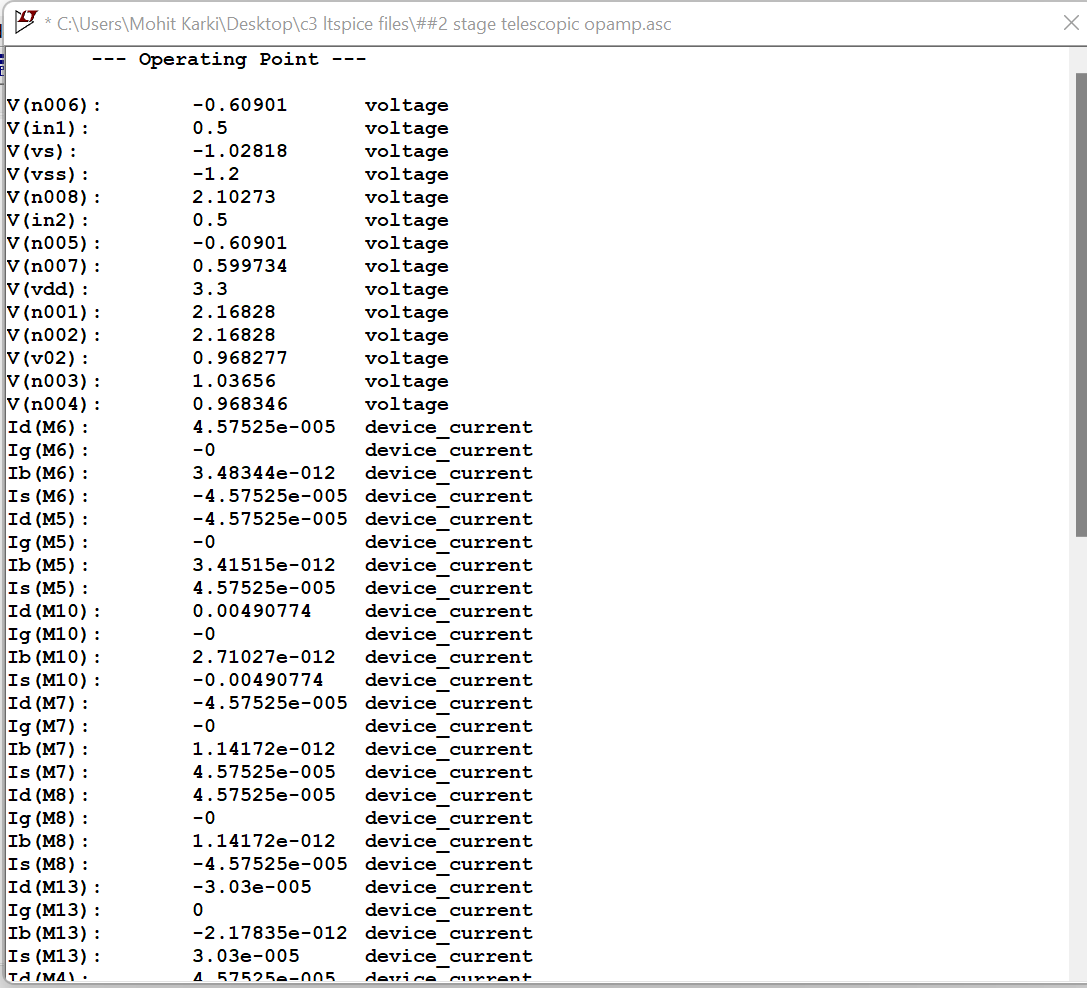 * C:\Users\Mohit Karki\Desktop\c3 ltspice files\##2 stage telescopic opamp.asc
--- Operating Point ---
V(n006): -0.60901 voltage
V(in1): 0.5 voltage
V(vs): -1.02818 voltage
V(vss): -1.2 voltage
V(n008): 2.10273 voltage
V(in2): 0.5 voltage
V(n005): -0.60901 voltage
V(n007): 0.599734 voltage
V(vdd): 3.3 voltage
V(n001): 2.16828 voltage
V(n002): 2.16828 voltage
V(v02): 0.968277 voltage
V(n003): 1.03656 voltage
V(n004): 0.968346 voltage
Id(M6): 4.57525e-005 device_current
Ig(M6): -0 device_current
Ib(M6): 3.48344e-012 device_current
Is(M6): -4.57525e-005 device_current
Id(M5): -4.57525e-005 device_current
Ig(M5): -0 device_current
Ib(M5): 3.41515e-012 device_current
Is(M5): 4.57525e-005 device_current
Id(M10): 0.00490774 device_current
Ig(M10): -0 device_current
Ib(M10): 2.71027e-012 device_current
Is(M10): -0.00490774 device_current
Id(M7): -4.57525e-005 device_current
Ig(M7): -0 device_current
Ib(M7): 1.14172e-012 device_current
Is(M7): 4.57525e-005 device_current
Id(M8): 4.57525e-005 device_current
Ig(M8): -0 device_current
Ib(M8): 1.14172e-012 device_current
Is(M8): -4.57525e-005 device_current
Id(M13): -3.03e-005 device_current
Ig(M13): 0 device_current
Ib(M13): -2.17835e-012 device_current
Is(M13): 3.03e-005 device_current
Id(M4): 4.57525e-005 device_current